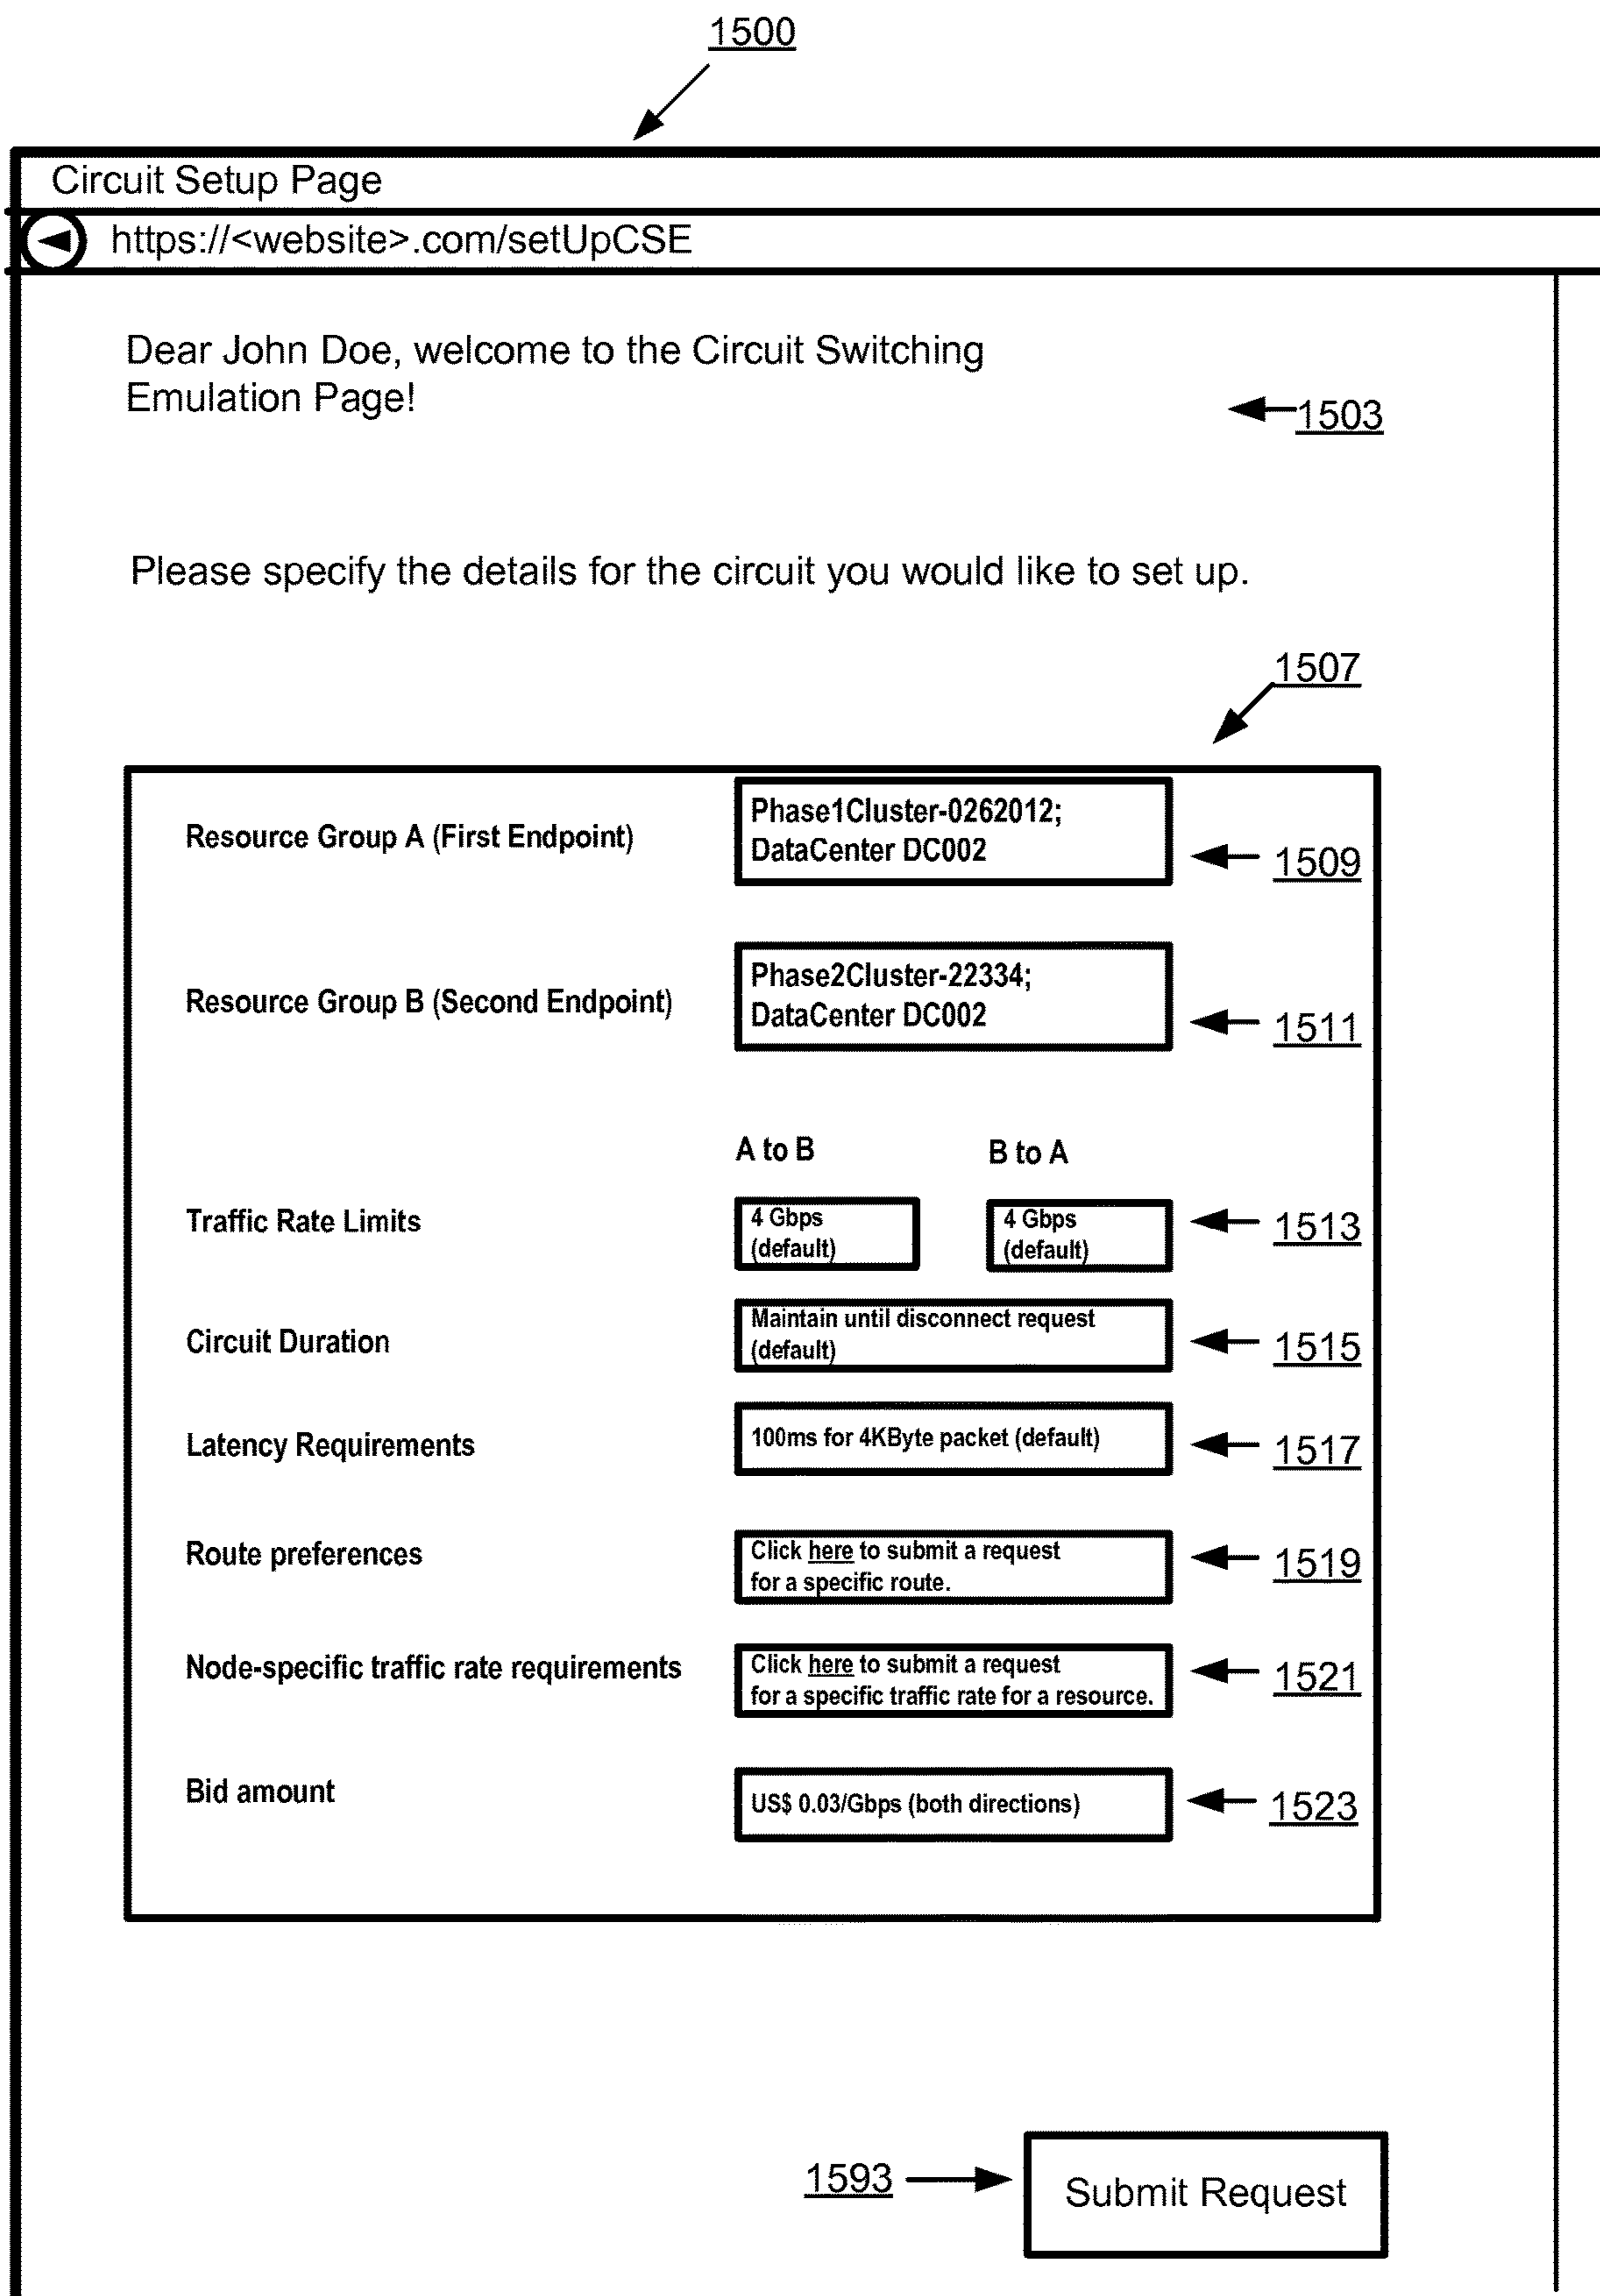 1500
Circuit Setup Page
https://<website>.com/setUpCSE
Dear John Doe, welcome to the Circuit Switching
Emulation Page!
1503
Please specify the details for the circuit you would like to set up.
1507
Resource Group A (First Endpoint)
Phase1Cluster-0262012;
DataCenter DC002
1509
Resource Group B (Second Endpoint)
Phase2Cluster-22334;
DataCenter DC002
1511
A to B
B to A
Traffic Rate Limits
4 Gbps
(default)
4 Gbps
(default)
1513
Circuit Duration
Maintain until disconnect request
(default)
1515
Latency Requirements
100ms for 4KByte packet (default)
1517
Route preferences
Click here to submit a request
for a specific route.
1519
Node-specific traffic rate requirements
Click here to submit a request
for a specific traffic rate for a resource.
1521
Bid amount
US$ 0.03/Gbps (both directions)
1523
1593
Submit Request